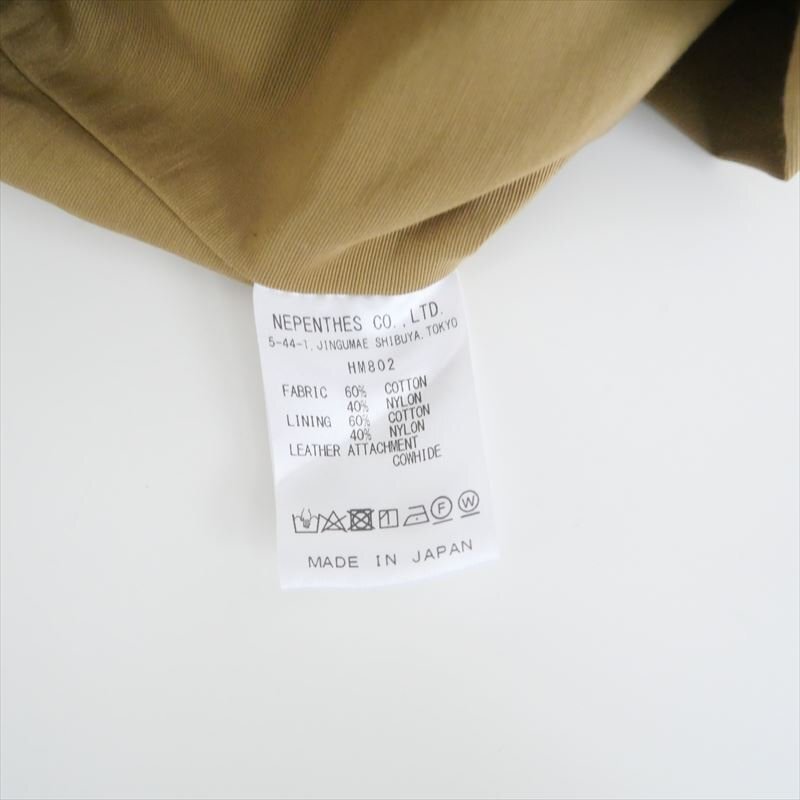 NEPENTHES CO.,LTD.
5-44-1, JINGUMAE SHIBUYA, TOKYO
HM802
FABRIC 60% COTTON
40% NYLON
LINING 60% COTTON
40% NYLON
LEATHER ATTACHMENT
COWHIDE
F W
MADE IN JAPAN